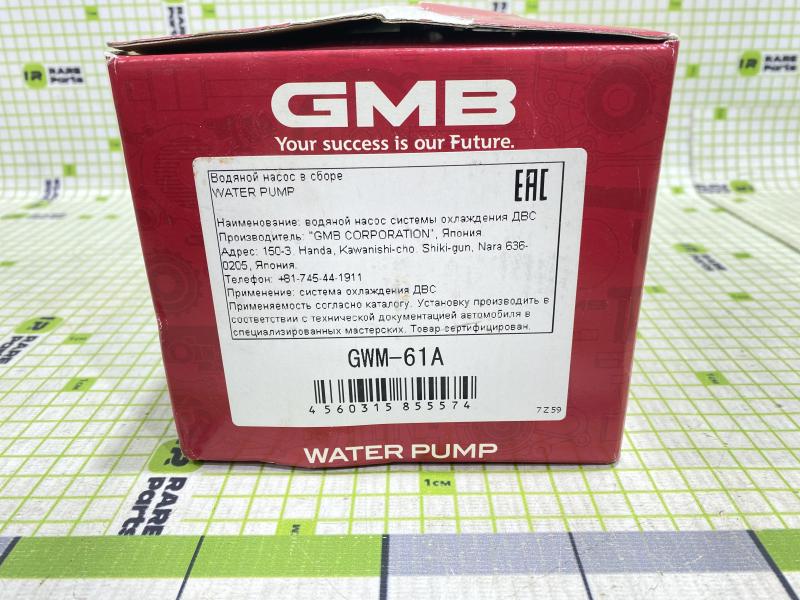 GMB
Your success is our Future.
Водяной насос в сборе
WATER PUMP
EAC
Наименование: водяной насос системы охлаждения ДВС
Производитель: "GMB CORPORATION", Япония.
Адрес: 150-3. Handa, Kawanishi-cho. Shiki-gun, Nara 636-
0205, Япония.
Телефон: +81-745-44-1911
Применение: система охлаждения ДВС
Применяемость согласно каталогу. Установку производить в
соответствии с технической документацией автомобиля в
специализированных мастерских. Товар сертифицирован.
GWM-61A
4560315855574
7Z59
WATER PUMP
RARE
Parts
1см